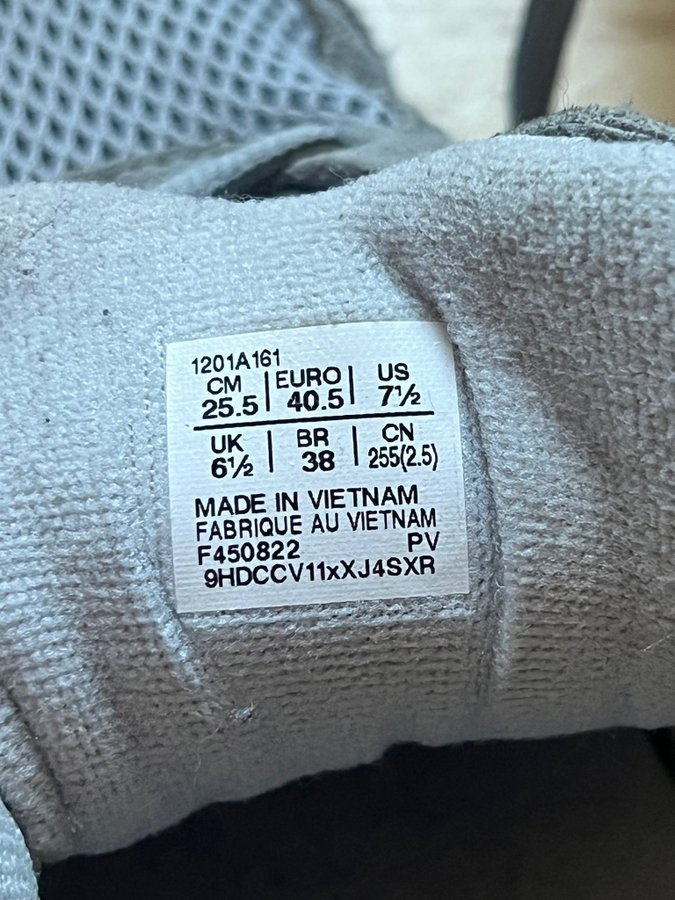 1201A161
CM | EURO | US
25.5 | 40.5 | 7½
UK | BR | CN
6½ | 38 | 255(2.5)
MADE IN VIETNAM
FABRIQUE AU VIETNAM
F450822 PV
9HDCCV11xXJ4SXR